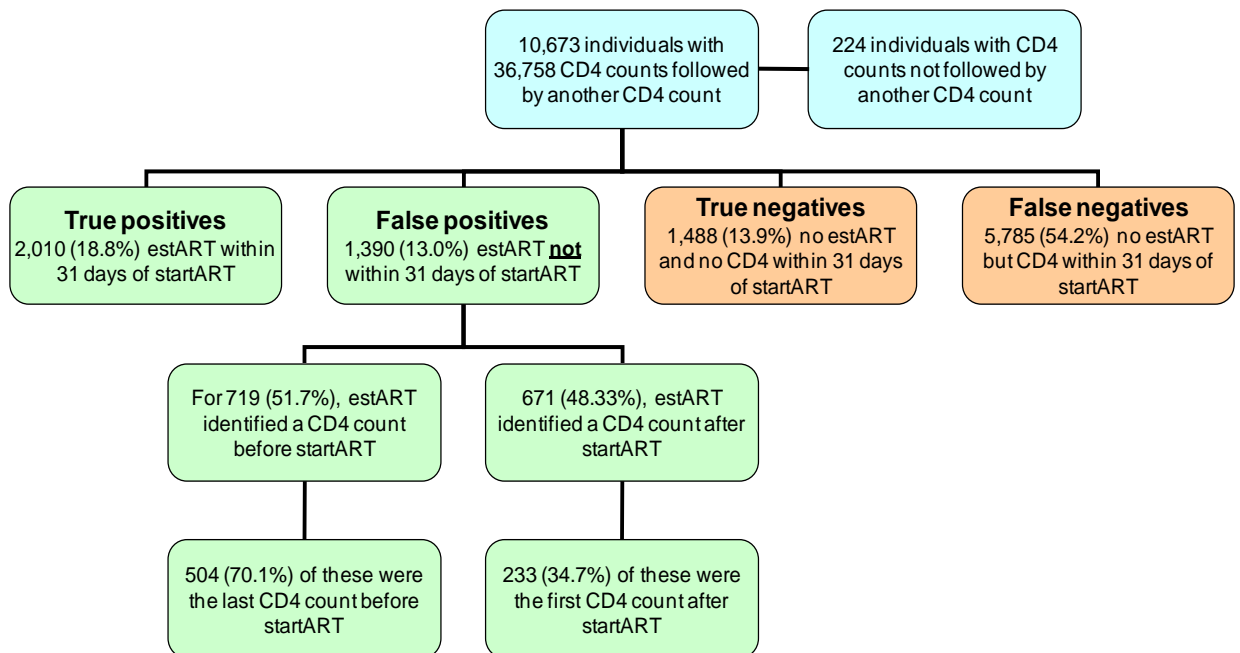 10,673 individuals with
36,758 CD4 counts followed
by another CD4 count
224 individuals with CD4
counts not followed by
another CD4 count
True positives
2,010 (18.8%) estART within
31 days of startART
False positives
1,390 (13.0%) estART not
within 31 days of startART
True negatives
1,488 (13.9%) no estART
and no CD4 within 31 days
of startART
False negatives
5,785 (54.2%) no estART
but CD4 within 31 days of
startART
For 719 (51.7%), estART
identified a CD4 count
before startART
671 (48.33%), estART
identified a CD4 count after
startART
504 (70.1%) of these were
the last CD4 count before
startART
233 (34.7%) of these were
the first CD4 count after
startART